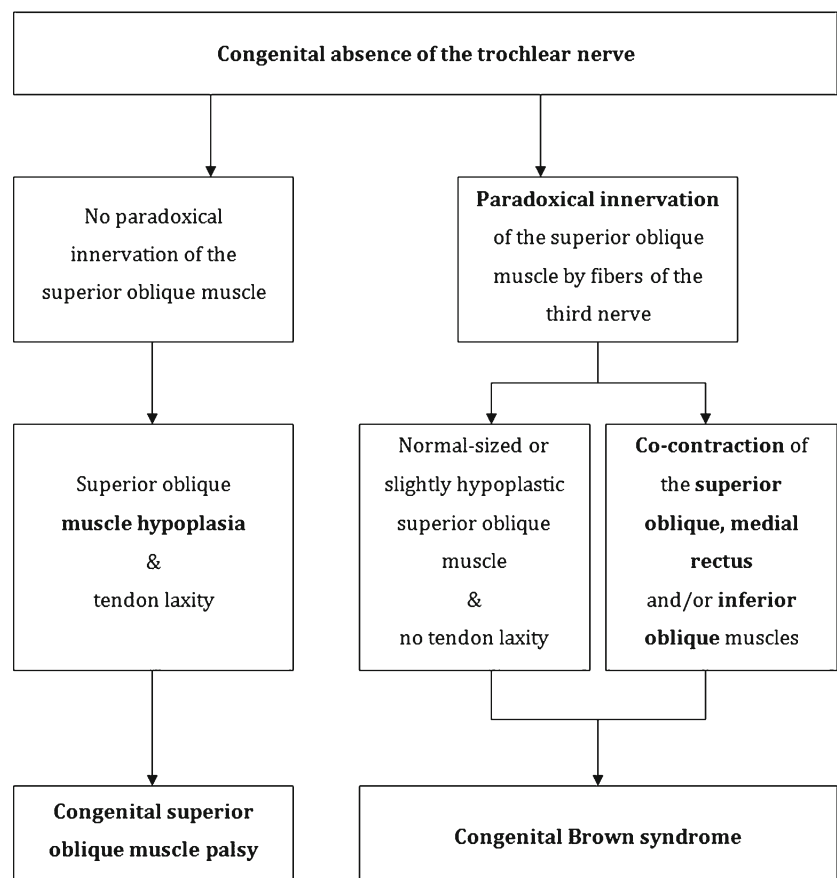 Congenital absence of the trochlear nerve
No paradoxical
innervation of the
superior oblique muscle
Paradoxical innervation
of the superior oblique
muscle by fibers of the
third nerve
Superior oblique
muscle hypoplasia
&
tendon laxity
Normal-sized or
slightly hypoplastic
superior oblique
muscle
&
no tendon laxity
Co-contraction of
the superior
oblique, medial
rectus
and/or inferior
oblique muscles
Congenital superior
oblique muscle palsy
Congenital Brown syndrome